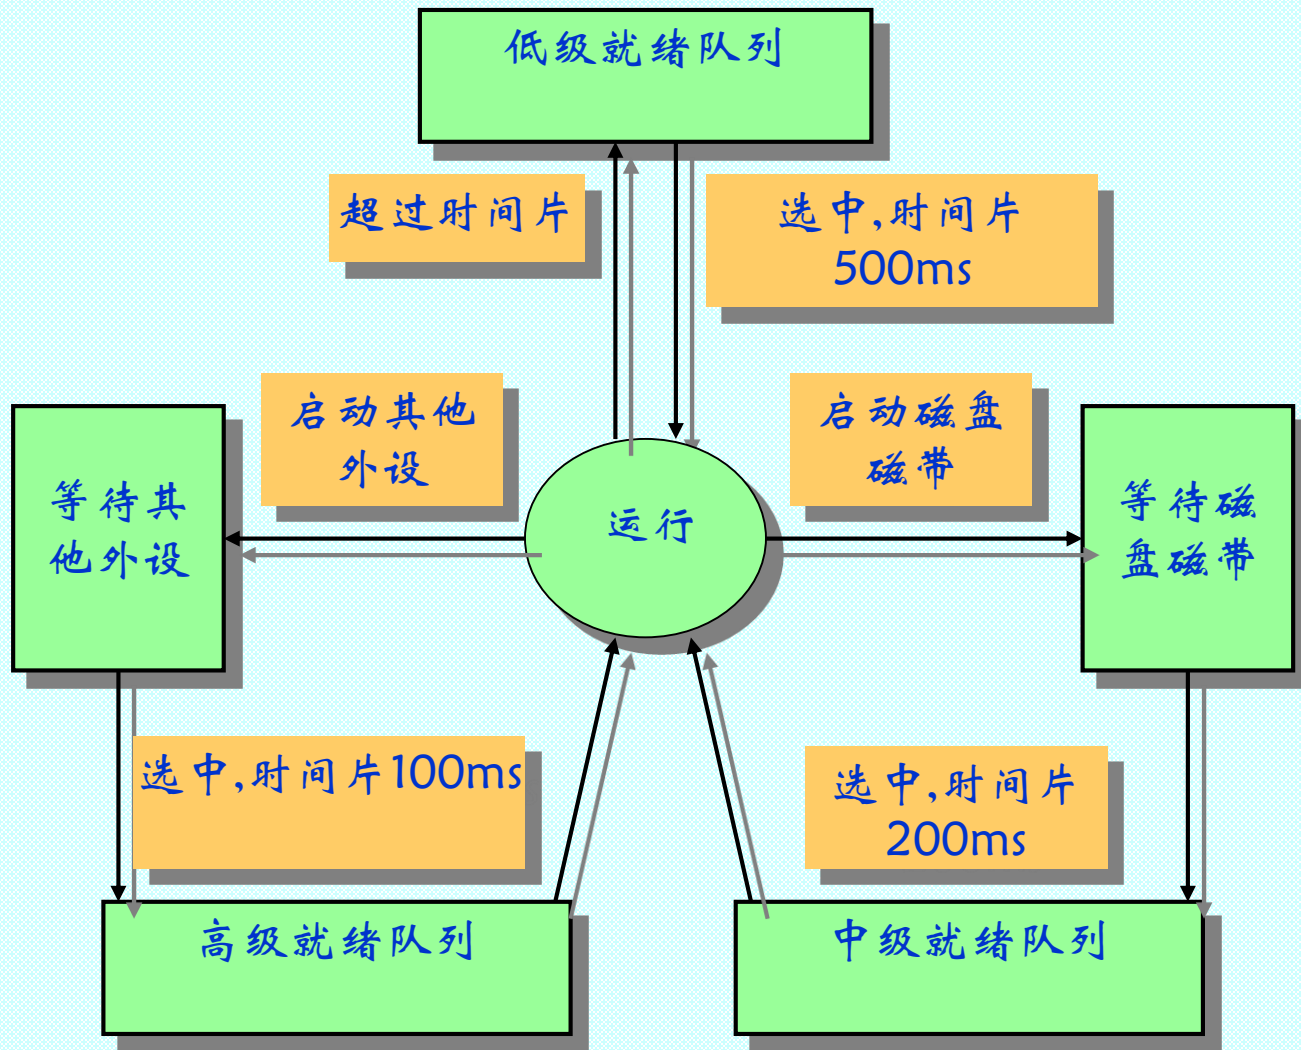 低级就绪队列
超过时间片
选中,时间片
500ms
启动其他
外设
启动磁盘
磁带
等待其
他外设
运行
等待磁
盘磁带
选中,时间片100ms
选中,时间片
200ms
高级就绪队列
中级就绪队列